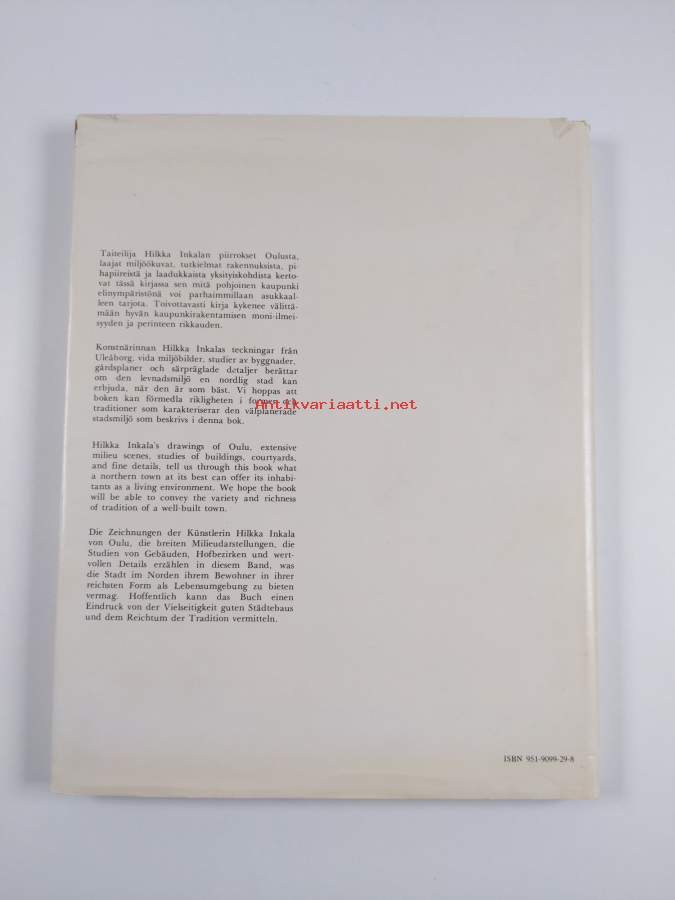 Taiteilija Hilkka Inkalan piirrokset Oulusta,
laajat miljöökuvat, tutkielmat rakennuksista, pi-
hapiireistä ja laadukkaista yksityiskohdista kerto-
vat tässä kirjassa sen mitä pohjoinen kaupunki
elinympäristönä voi parhaimmillaan asukkaal-
leen tarjota. Toivottavasti kirja kykenee välittä-
mään hyvän kaupunkirakentamisen moni-ilmei-
syyden ja perinteen rikkauden.
Konstnärinnan Hilkka Inkalas teckningar från
Uleåborg, vida miljöbilder, studier av byggnader,
gårdsplaner och särpräglade detaljer berättar
om den levnadsmiljö en nordlig stad kan
erbjuda, när den är som bäst. Vi hoppas att
boken kan förmedla rikligheten i former och
traditioner som karakteriserar den välplanerade
stadsmiljö som beskrivs i denna bok.
Antikvariaatti.net
Hilkka Inkala's drawings of Oulu, extensive
milieu scenes, studies of buildings, courtyards,
and fine details, tell us through this book what
a northern town at its best can offer its inhabi-
tants as a living environment. We hope the book
will be able to convey the variety and richness
of tradition of a well-built town.
Die Zeichnungen der Künstlerin Hilkka Inkala
von Oulu, die breiten Milieudarstellungen, die
Studien von Gebäuden, Hofbezirken und wert-
vollen Details erzählen in diesem Band, was
die Stadt im Norden ihrem Bewohner in ihrer
reichsten Form als Lebensumgebung zu bieten
vermag. Hoffentlich kann das Buch einen
Eindruck von der Vielseitigkeit guten Städtebaus
und dem Reichtum der Tradition vermitteln.
ISBN 951-9099-29-8